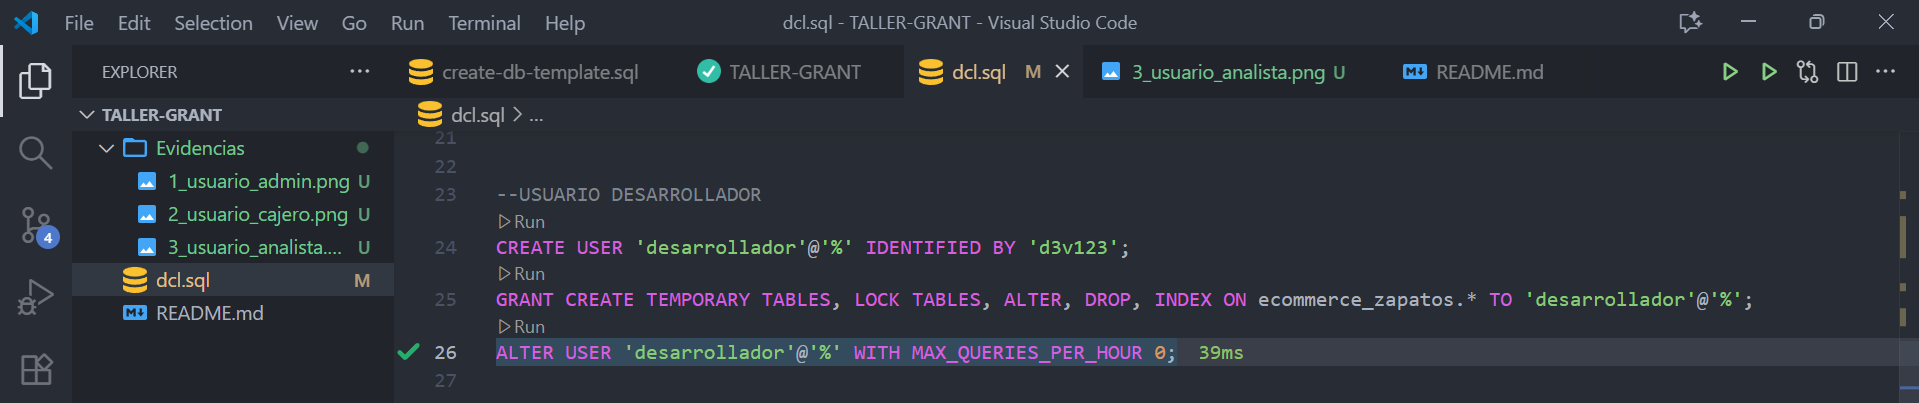 File Edit Selection View Go Run Terminal Help dcl.sql - TALLER-GRANT - Visual Studio Code
EXPLORER ... create-db-template.sql TALLER-GRANT dcl.sql M 3_usuario_analista.png U README.md ...
TALLER-GRANT
dcl.sql > ...
Evidencias
1_usuario_admin.png U
2_usuario_cajero.png U
3_usuario_analista.... U
dcl.sql M
README.md
4
21
22
23 --USUARIO DESARROLLADOR
Run
24 CREATE USER 'desarrollador'@'%' IDENTIFIED BY 'd3v123';
Run
25 GRANT CREATE TEMPORARY TABLES, LOCK TABLES, ALTER, DROP, INDEX ON ecommerce_zapatos.* TO 'desarrollador'@'%';
Run
26 ALTER USER 'desarrollador'@'%' WITH MAX_QUERIES_PER_HOUR 0; 39ms
27